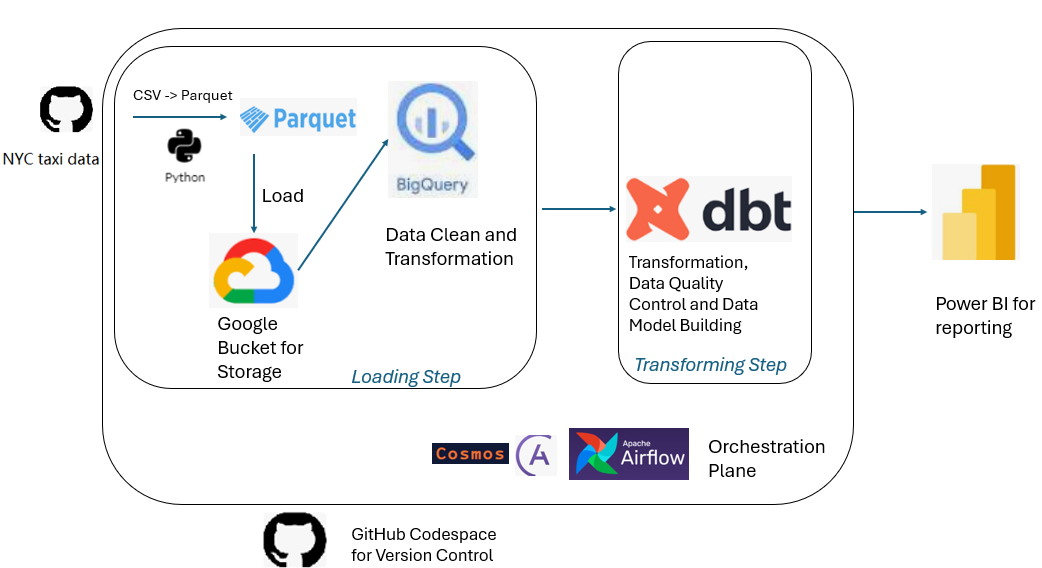 NYC taxi data
CSV -> Parquet
Python
Parquet
Load
Google
Bucket for
Storage
BigQuery
Data Clean and
Transformation
Loading Step
dbt
Transformation,
Data Quality
Control and Data
Model Building
Transforming Step
Power BI for
reporting
Cosmos
A
Apache
Airflow
Orchestration
Plane
GitHub Codespace
for Version Control